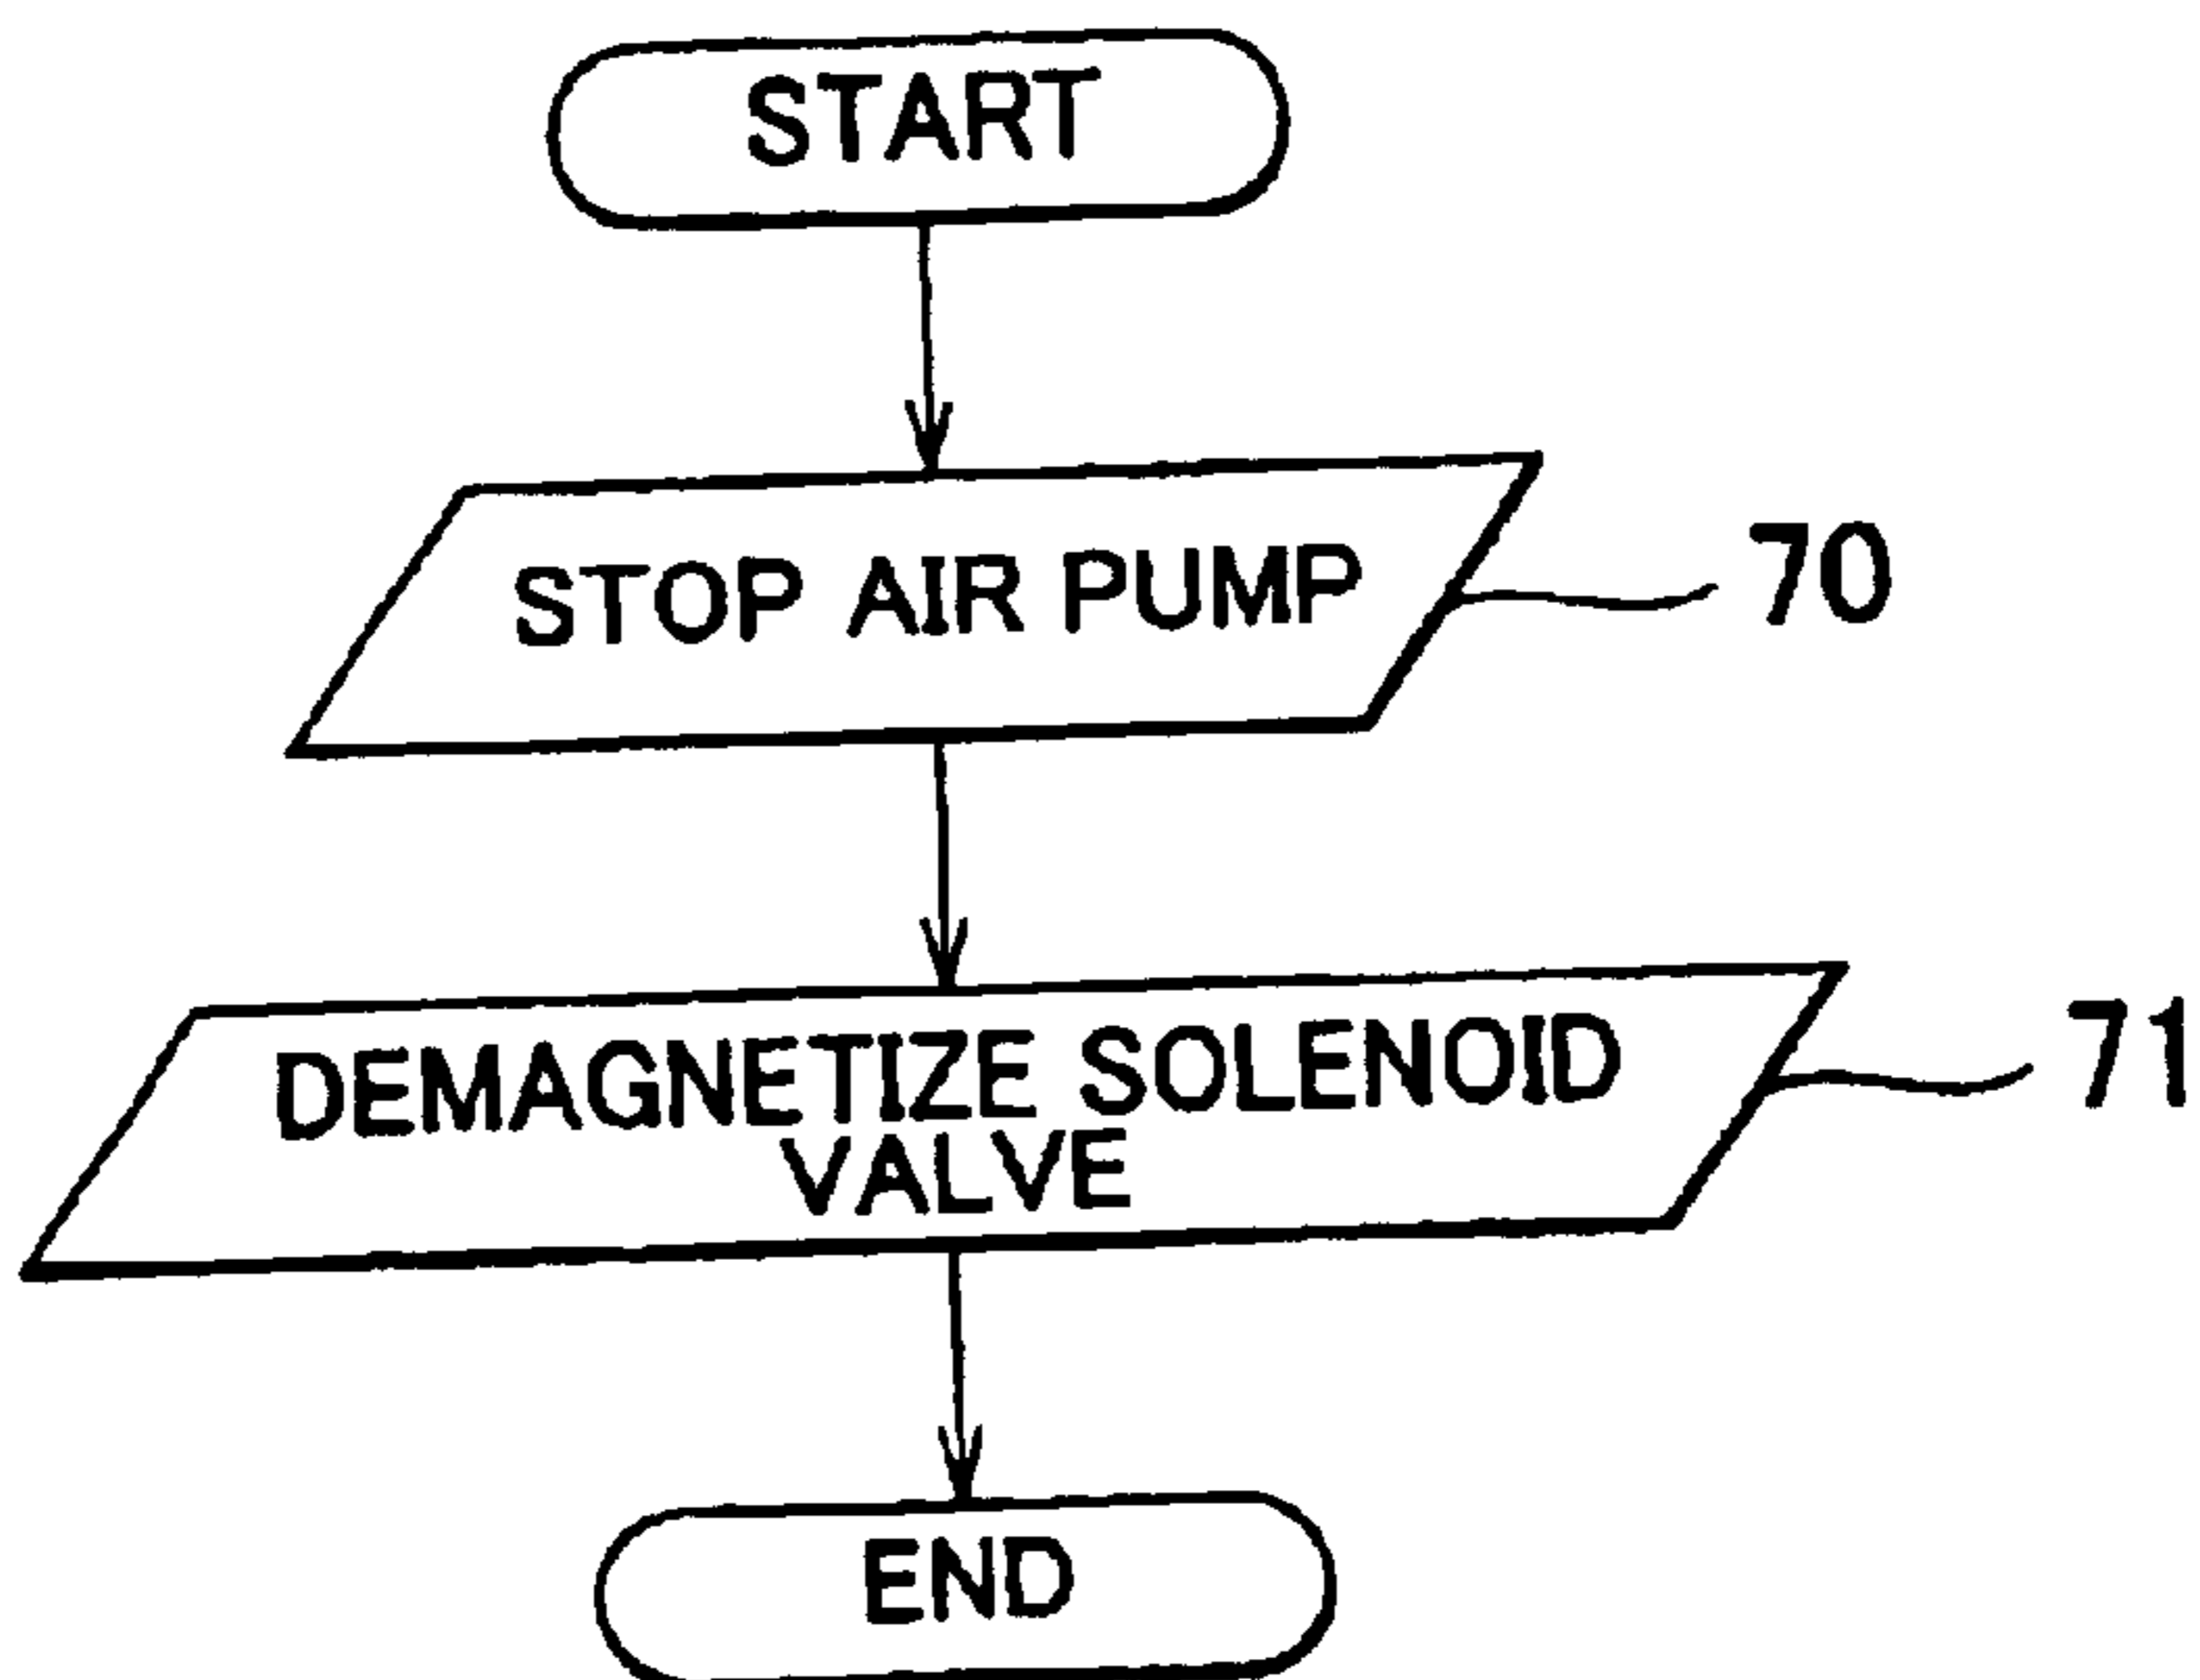 START
STOP AIR PUMP
70
DEMAGNETIZE SOLENOID
VALVE
71
END